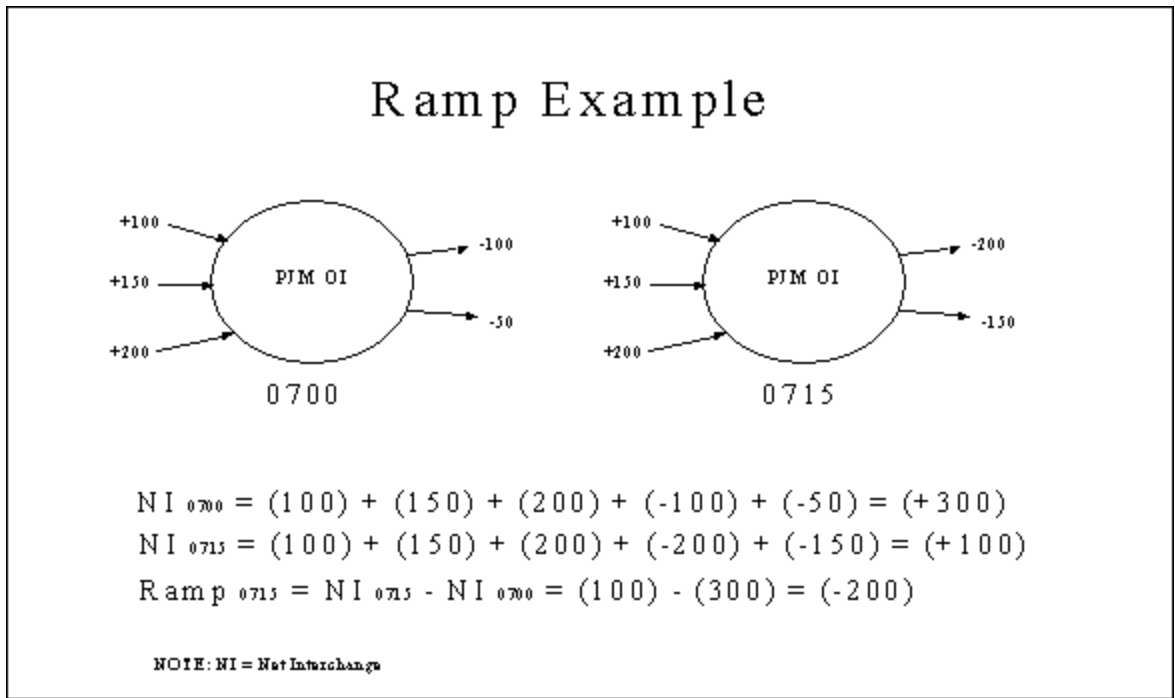 Ramp Example
+100
+150
+200
PJM OI
-100
-50
0700
+100
+150
+200
PJM OI
-200
-150
0715
NI 0700 = (100) + (150) + (200) + (-100) + (-50) = (+300)
NI 0715 = (100) + (150) + (200) + (-200) + (-150) = (+100)
Ramp 0715 = NI 0715 - NI 0700 = (100) - (300) = (-200)
NOTE: NI = Net Interchange